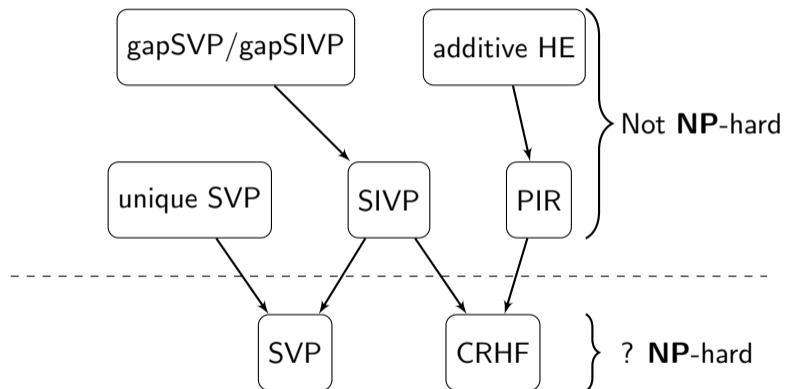 gapSVP/gapSIVP
additive HE
Not NP-hard
unique SVP
SIVP
PIR
SVP
CRHF
? NP-hard